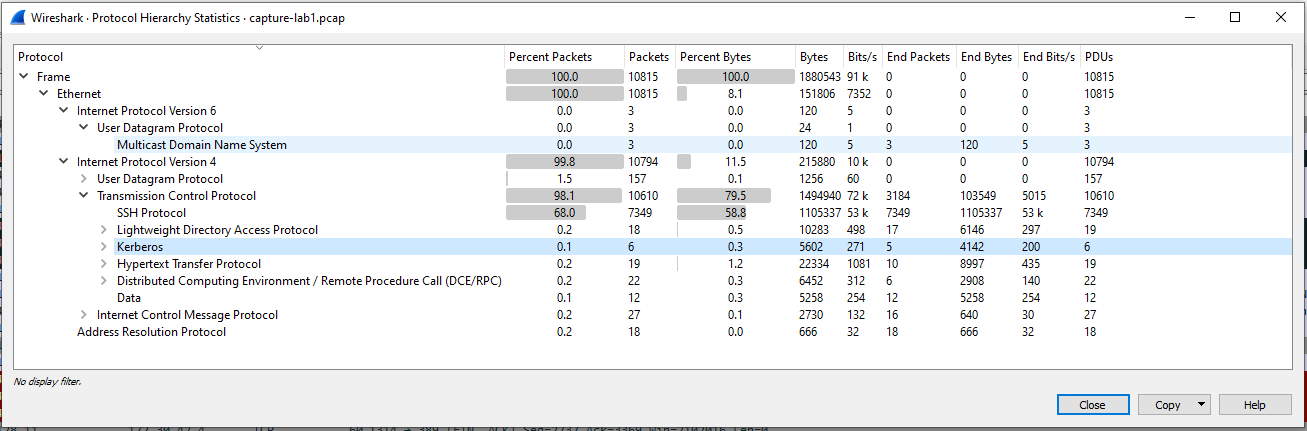 Wireshark · Protocol Hierarchy Statistics · capture-lab1.pcap
Protocol Percent Packets Packets Percent Bytes Bytes Bits/s End Packets End Bytes End Bits/s PDUs
Frame 100.0 10815 100.0 1880543 91 k 0 0 0 10815
Ethernet 100.0 10815 8.1 151806 7352 0 0 0 10815
Internet Protocol Version 6 0.0 3 0.0 120 5 0 0 0 3
User Datagram Protocol 0.0 3 0.0 24 1 0 0 0 3
Multicast Domain Name System 0.0 3 0.0 120 5 3 120 5 3
Internet Protocol Version 4 99.8 10794 11.5 215880 10 k 0 0 0 10794
User Datagram Protocol 1.5 157 0.1 1256 60 0 0 0 157
Transmission Control Protocol 98.1 10610 79.5 1494940 72 k 3184 103549 5015 10610
SSH Protocol 68.0 7349 58.8 1105337 53 k 7349 1105337 53 k 7349
Lightweight Directory Access Protocol 0.2 18 0.5 10283 498 17 6146 297 19
Kerberos 0.1 6 0.3 5602 271 5 4142 200 6
Hypertext Transfer Protocol 0.2 19 1.2 22334 1081 10 8997 435 19
Distributed Computing Environment / Remote Procedure Call (DCE/RPC) 0.2 22 0.3 6452 312 6 2908 140 22
Data 0.1 12 0.3 5258 254 12 5258 254 12
Internet Control Message Protocol 0.2 27 0.1 2730 132 16 640 30 27
Address Resolution Protocol 0.2 18 0.0 666 32 18 666 32 18
No display filter.
Close Copy Help